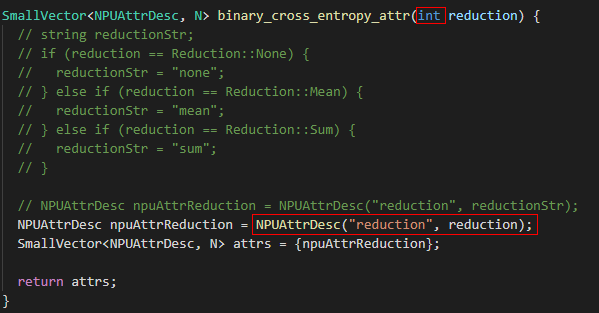 SmallVector<NPUAttrDesc, N> binary_cross_entropy_attr(int reduction) {
// string reductionStr;
// if (reduction == Reduction::None) {
//   reductionStr = "none";
// } else if (reduction == Reduction::Mean) {
//   reductionStr = "mean";
// } else if (reduction == Reduction::Sum) {
//   reductionStr = "sum";
// }
// NPUAttrDesc npuAttrReduction = NPUAttrDesc("reduction", reductionStr);
NPUAttrDesc npuAttrReduction = NPUAttrDesc("reduction", reduction);
SmallVector<NPUAttrDesc, N> attrs = {npuAttrReduction};
return attrs;
}